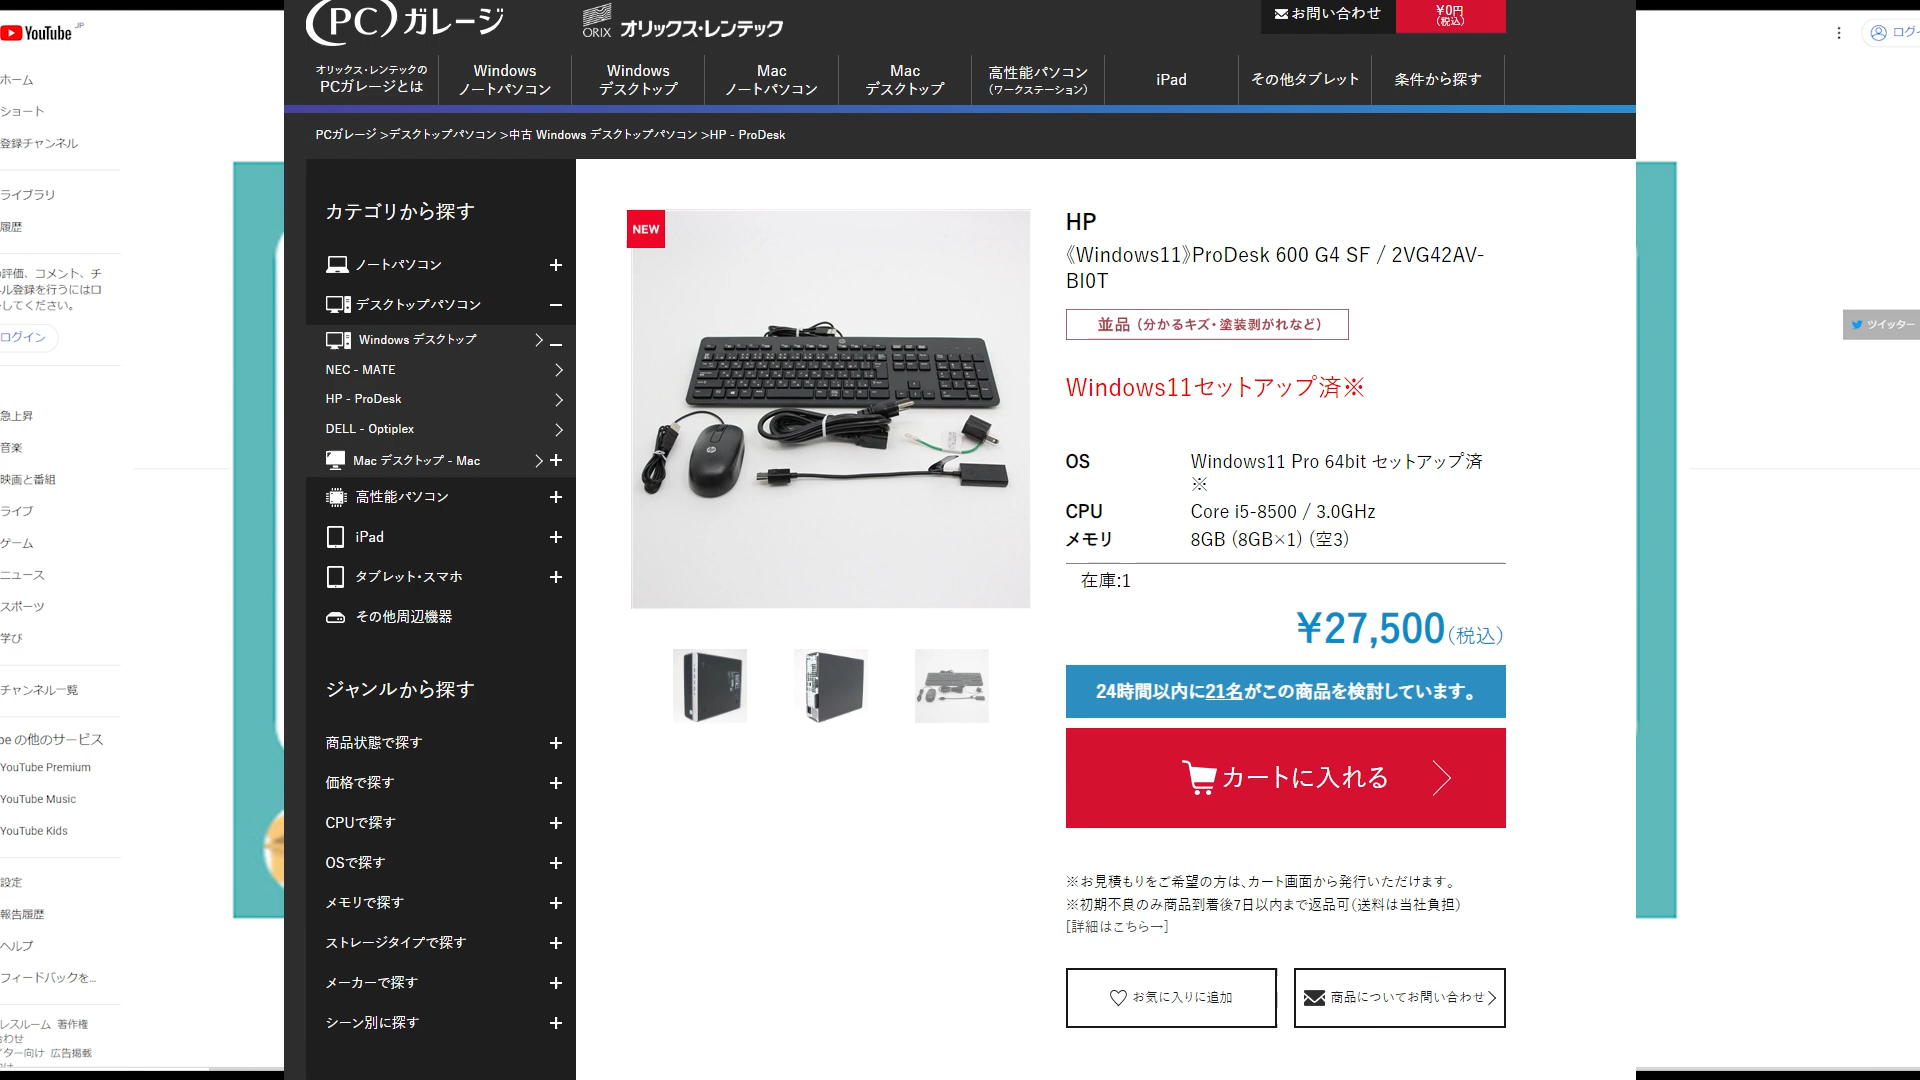 YouTube JP
ホーム
ショート
登録チャンネル
ライブラリ
履歴
評価、コメント、チ
ル登録を行うにはロ
してください。
ログイン
急上昇
音楽
映画と番組
ライブ
ゲーム
ニュース
スポーツ
学び
チャンネル一覧
be の他のサービス
YouTube Premium
YouTube Music
YouTube Kids
設定
報告履歴
ヘルプ
フィードバックを...
レスルーム 著作権
合わせ
イター向け 広告掲載
PCガレージ
ORIX オリックス・レンテック
お問い合わせ
¥0円
(税込)
オリックス・レンテックの
PCガレージとは
Windows
ノートパソコン
Windows
デスクトップ
Mac
ノートパソコン
Mac
デスクトップ
高性能パソコン
(ワークステーション)
iPad
その他タブレット
条件から探す
PCガレージ >デスクトップパソコン >中古 Windows デスクトップパソコン >HP - ProDesk
カテゴリから探す
ノートパソコン +
デスクトップパソコン −
Windows デスクトップ
NEC - MATE
HP - ProDesk
DELL - Optiplex
Mac デスクトップ - Mac +
高性能パソコン +
iPad +
タブレット・スマホ +
その他周辺機器
ジャンルから探す
商品状態で探す +
価格で探す +
CPUで探す +
OSで探す +
メモリで探す +
ストレージタイプで探す +
メーカーで探す +
シーン別に探す +
NEW
HP
《Windows11》ProDesk 600 G4 SF / 2VG42AV-
BI0T
並品 (分かるキズ・塗装剥がれなど)
Windows11セットアップ済※
OS Windows11 Pro 64bit セットアップ済
※
CPU Core i5-8500 / 3.0GHz
メモリ 8GB (8GB×1) (空3)
在庫:1
¥27,500(税込)
24時間以内に21名がこの商品を検討しています。
カートに入れる
※お見積もりをご希望の方は、カート画面から発行いただけます。
※初期不良のみ商品到着後7日以内まで返品可(送料は当社負担)
[詳細はこちら→]
お気に入りに追加
商品についてお問い合わせ
ログイ
ツイッター